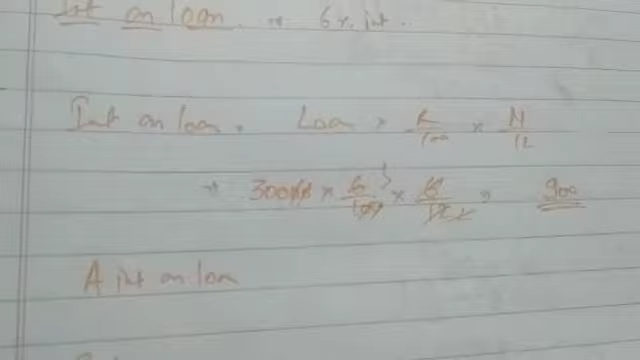 Int on loan = 6% int.
Int on loan = Loan × R/100 × N/12
= 30000 × 6/100 × 6/12 = 900
A int on loan